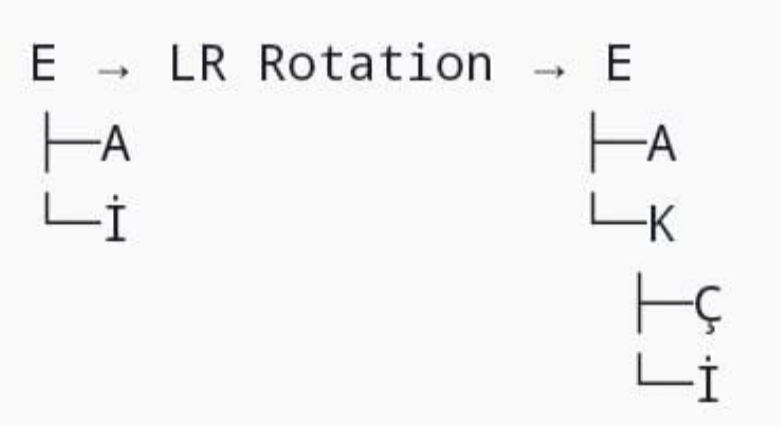 E → LR Rotation → E
├─A ├─A
└─İ └─K
├─Ç
└─İ